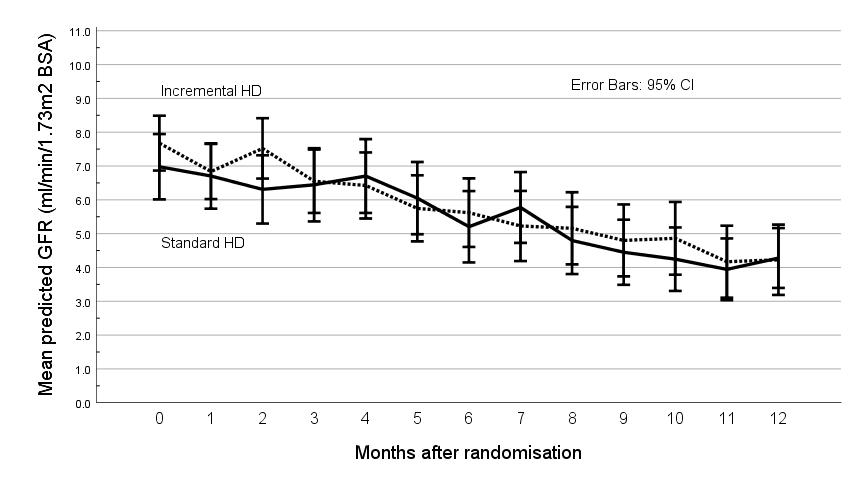 Mean predicted GFR (ml/min/1.73m2 BSA)
11.0
10.0
9.0
8.0
7.0
6.0
5.0
4.0
3.0
2.0
1.0
0.0
Incremental HD
Error Bars: 95% CI
Standard HD
0 1 2 3 4 5 6 7 8 9 10 11 12
Months after randomisation